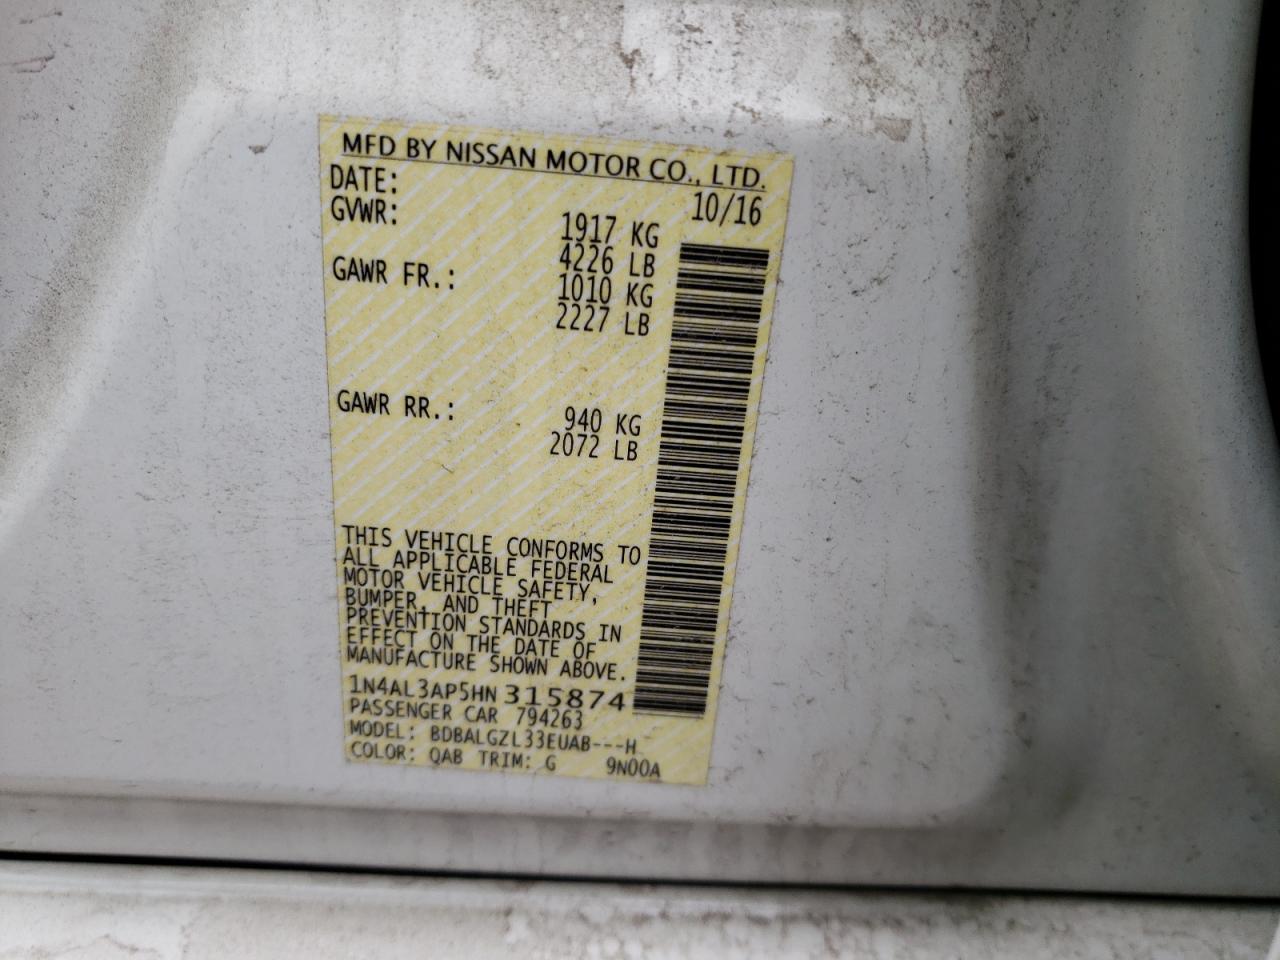 MFD BY NISSAN MOTOR CO., LTD.
DATE: 10/16
GVWR: 1917 KG
4226 LB
GAWR FR.: 1010 KG
2227 LB
GAWR RR.: 940 KG
2072 LB
THIS VEHICLE CONFORMS TO
ALL APPLICABLE FEDERAL
MOTOR VEHICLE SAFETY,
BUMPER, AND THEFT
PREVENTION STANDARDS IN
EFFECT ON THE DATE OF
MANUFACTURE SHOWN ABOVE.
1N4AL3AP5HN315874
PASSENGER CAR 794263
MODEL: BDBALGZL33EUAB---H
COLOR: QAB TRIM: G 9N00A